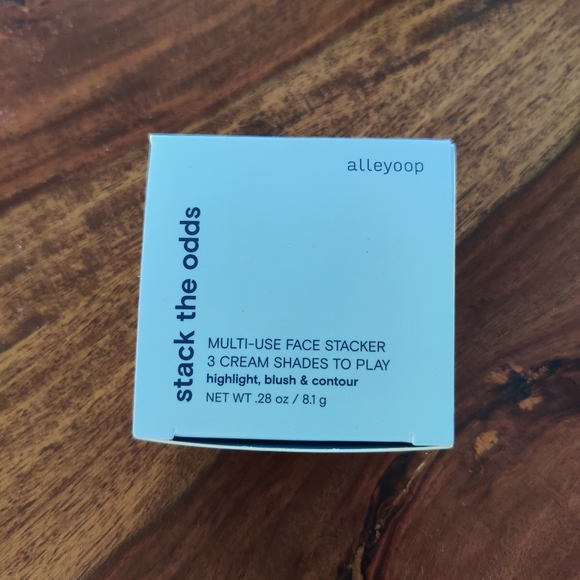 alleyoop
stack the odds
MULTI-USE FACE STACKER
3 CREAM SHADES TO PLAY
highlight, blush & contour
NET WT .28 oz / 8.1 g